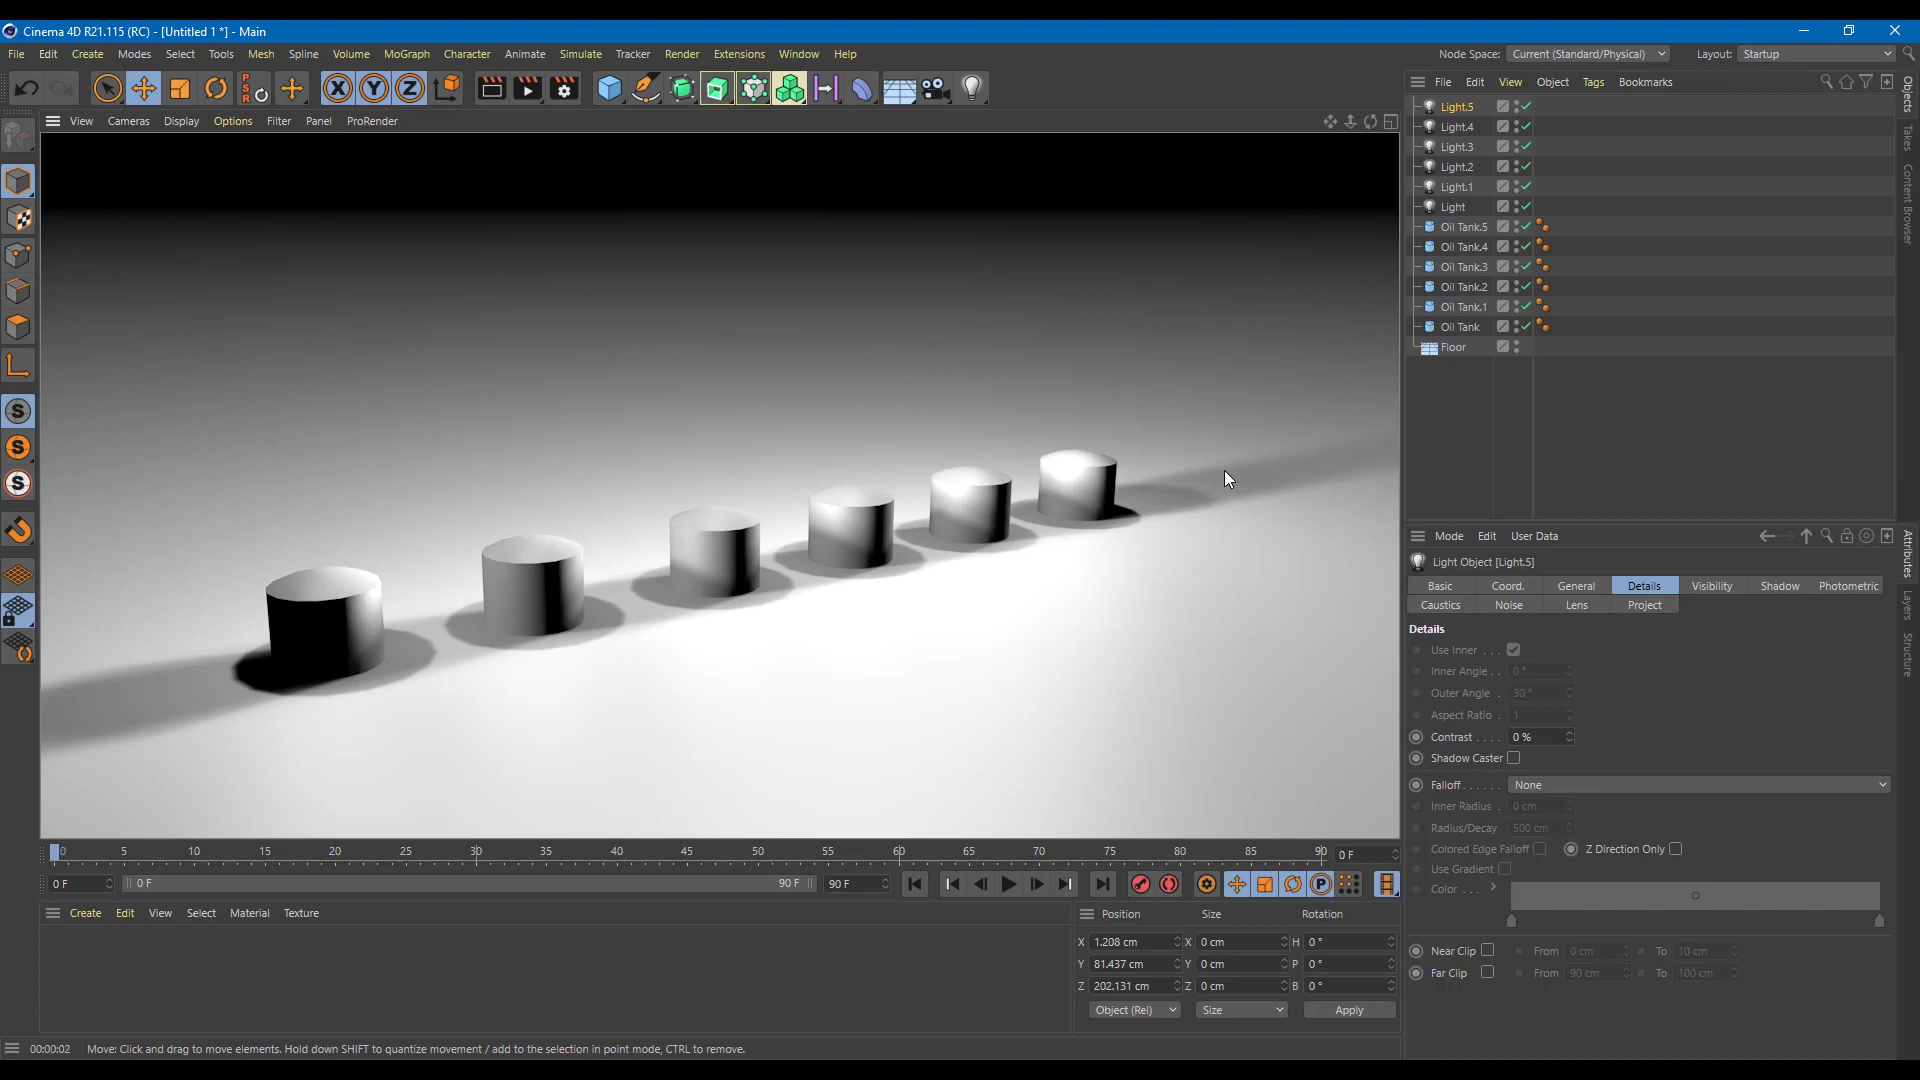 Cinema 4D R21.115 (RC) - [Untitled 1 *] - Main
File Edit Create Modes Select Tools Mesh Spline Volume MoGraph Character Animate Simulate Tracker Render Extensions Window Help
Node Space: Current (Standard/Physical) Layout: Startup
PSR X Y Z
File Edit View Object Tags Bookmarks
View Cameras Display Options Filter Panel ProRender
Light.5
Light.4
Light.3
Light.2
Light.1
Light
Oil Tank.5
Oil Tank.4
Oil Tank.3
Oil Tank.2
Oil Tank.1
Oil Tank
Floor
Objects
Takes
Content Browser
S
S
S
Mode Edit User Data
Light Object [Light.5]
Basic Coord. General Details Visibility Shadow Photometric
Caustics Noise Lens Project
Details
Use Inner . . .
Inner Angle . . 0 °
Outer Angle . 30 °
Aspect Ratio . 1
Contrast . . . . 0 %
Shadow Caster
Falloff . . . . . . None
Inner Radius . 0 cm
Radius/Decay 500 cm
Colored Edge Falloff Z Direction Only
Use Gradient
Color . . .
Near Clip From 0 cm To 10 cm
Far Clip From 90 cm To 100 cm
Attributes
Layers
Structure
0 5 10 15 20 25 30 35 40 45 50 55 60 65 70 75 80 85 90 0 F
0 F 0 F 90 F 90 F P
Create Edit View Select Material Texture
Position Size Rotation
X 1.208 cm X 0 cm H 0 °
Y 81.437 cm Y 0 cm P 0 °
Z 202.131 cm Z 0 cm B 0 °
Object (Rel) Size Apply
00:00:02 Move: Click and drag to move elements. Hold down SHIFT to quantize movement / add to the selection in point mode, CTRL to remove.